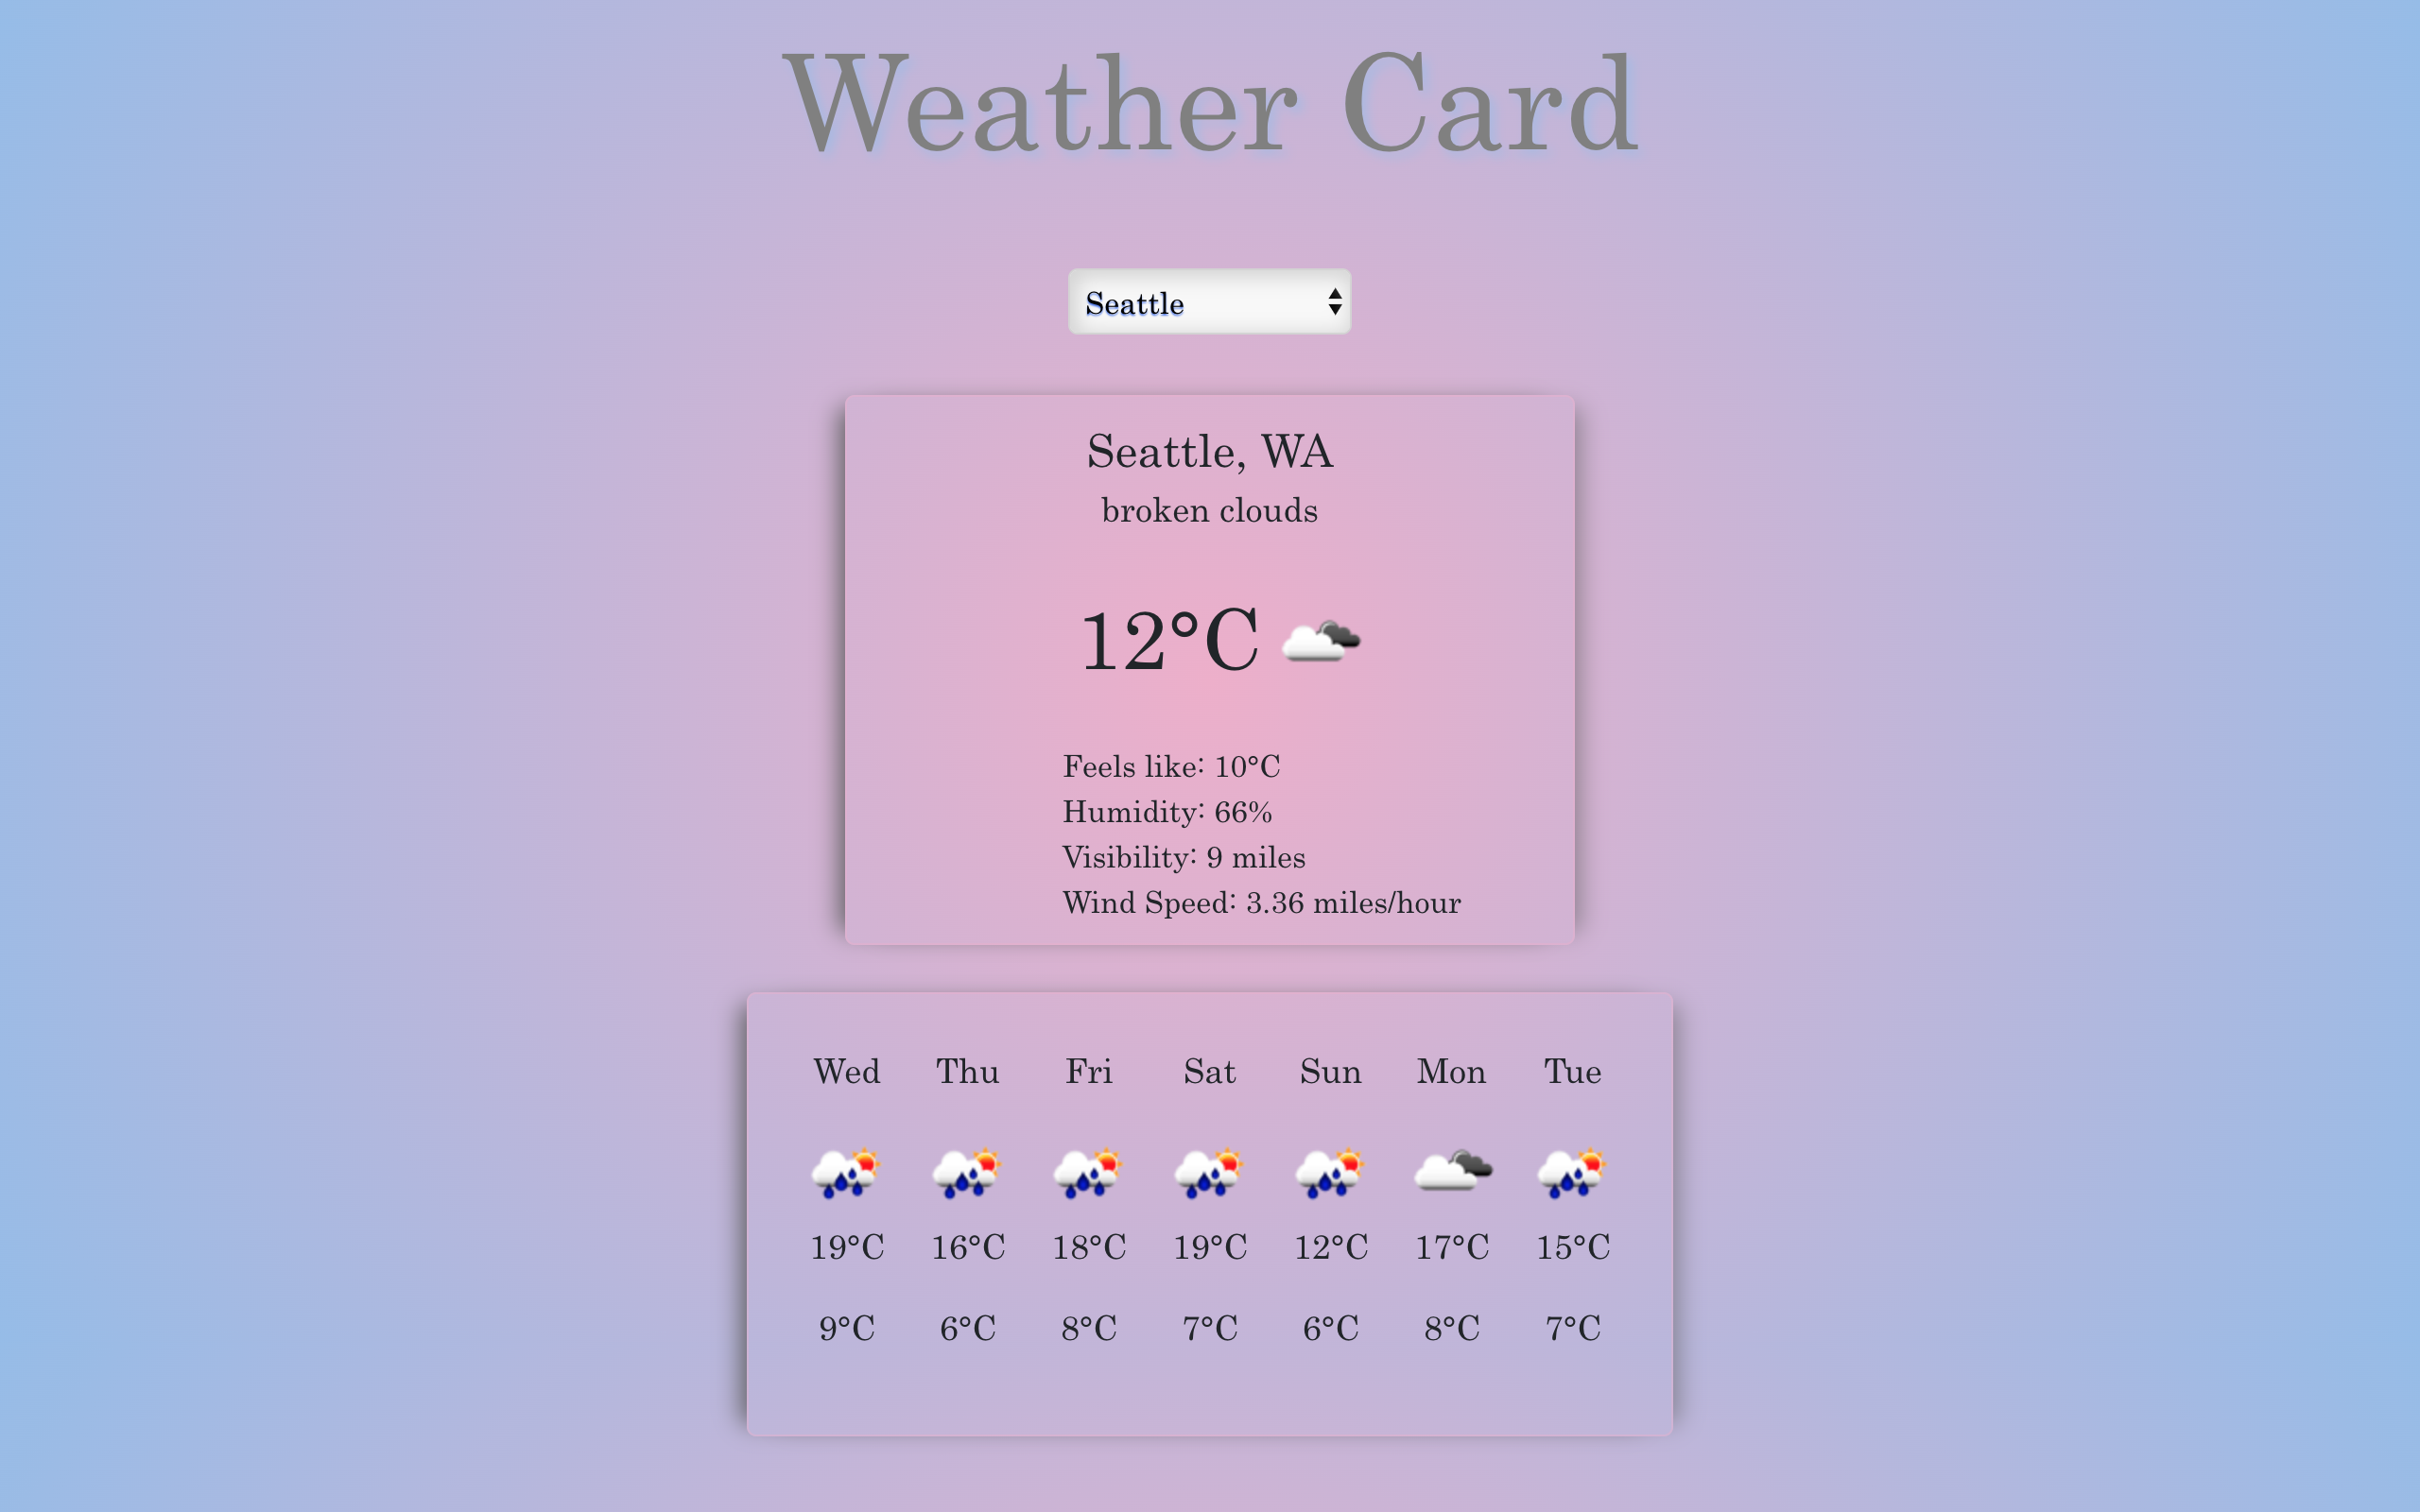 Weather Card
Seattle
Seattle, WA
broken clouds
12°C
Feels like: 10°C
Humidity: 66%
Visibility: 9 miles
Wind Speed: 3.36 miles/hour
Wed Thu Fri Sat Sun Mon Tue
19°C 16°C 18°C 19°C 12°C 17°C 15°C
9°C 6°C 8°C 7°C 6°C 8°C 7°C